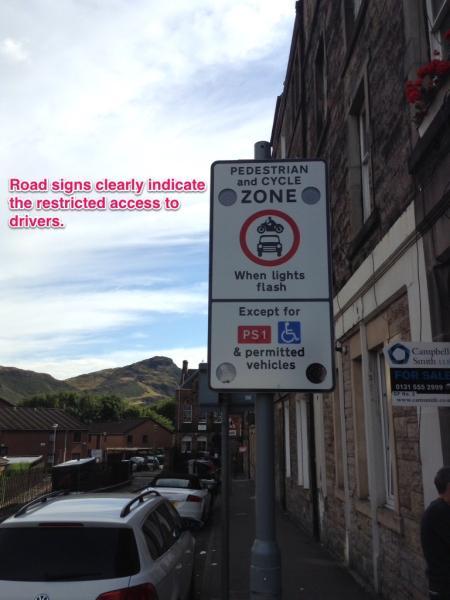 Road signs clearly indicate
the restricted access to
drivers.
PEDESTRIAN
and CYCLE
ZONE
When lights
flash
Except for
PS1
& permitted
vehicles
Campbell
Smith
FOR SALE
0131 555 2999